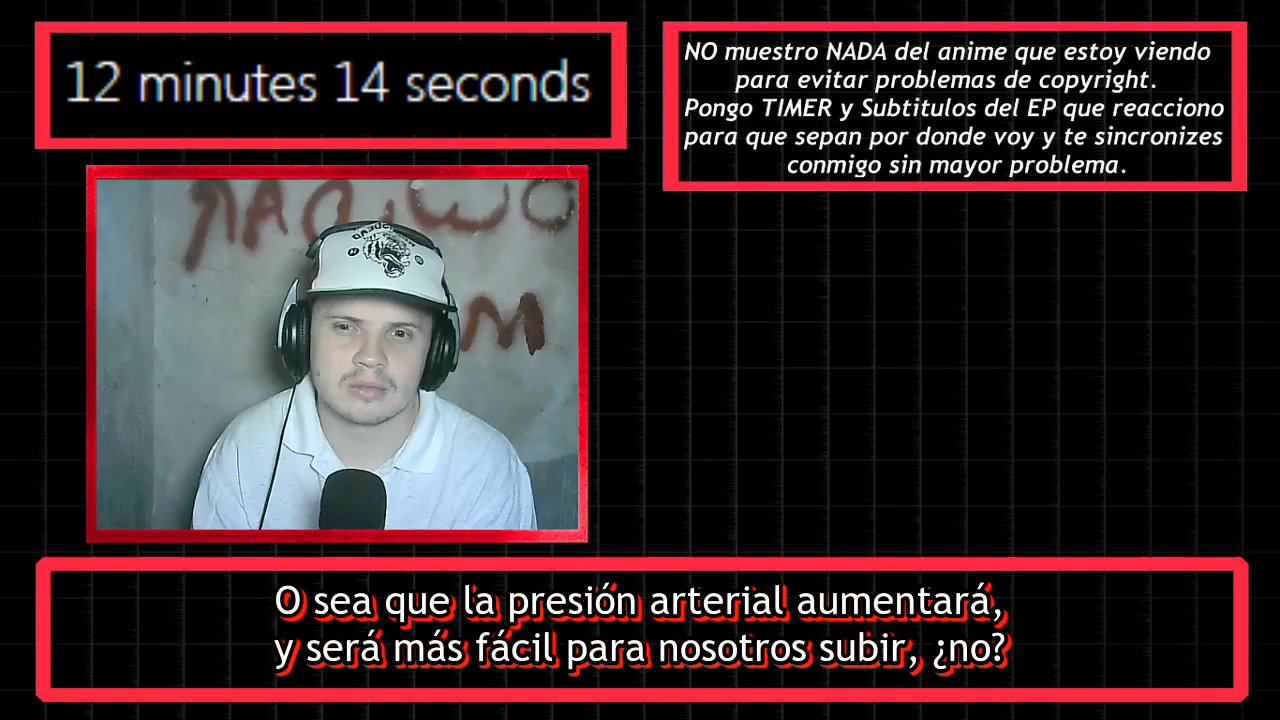 12 minutes 14 seconds
NO muestro NADA del anime que estoy viendo
para evitar problemas de copyright.
Pongo TIMER y Subtitulos del EP que reacciono
para que sepan por donde voy y te sincronizes
conmigo sin mayor problema.
O sea que la presión arterial aumentará,
y será más fácil para nosotros subir, ¿no?